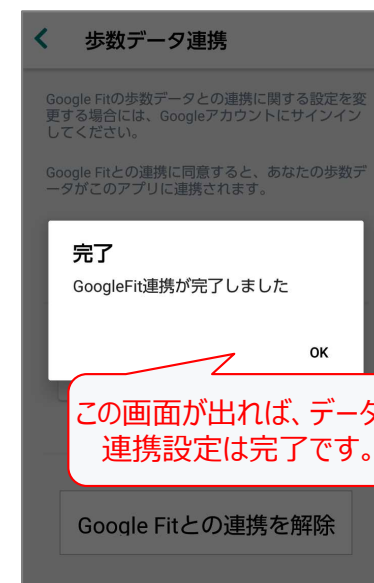 歩数データ連携
Google Fitの歩数データとの連携に関する設定を変
更する場合には、Googleアカウントにサインイン
してください。
Google Fitとの連携に同意すると、あなたの歩数デ
ータがこのアプリに連携されます。
完了
GoogleFit連携が完了しました
OK
この画面が出れば、データ
連携設定は完了です。
Google Fitとの連携を解除